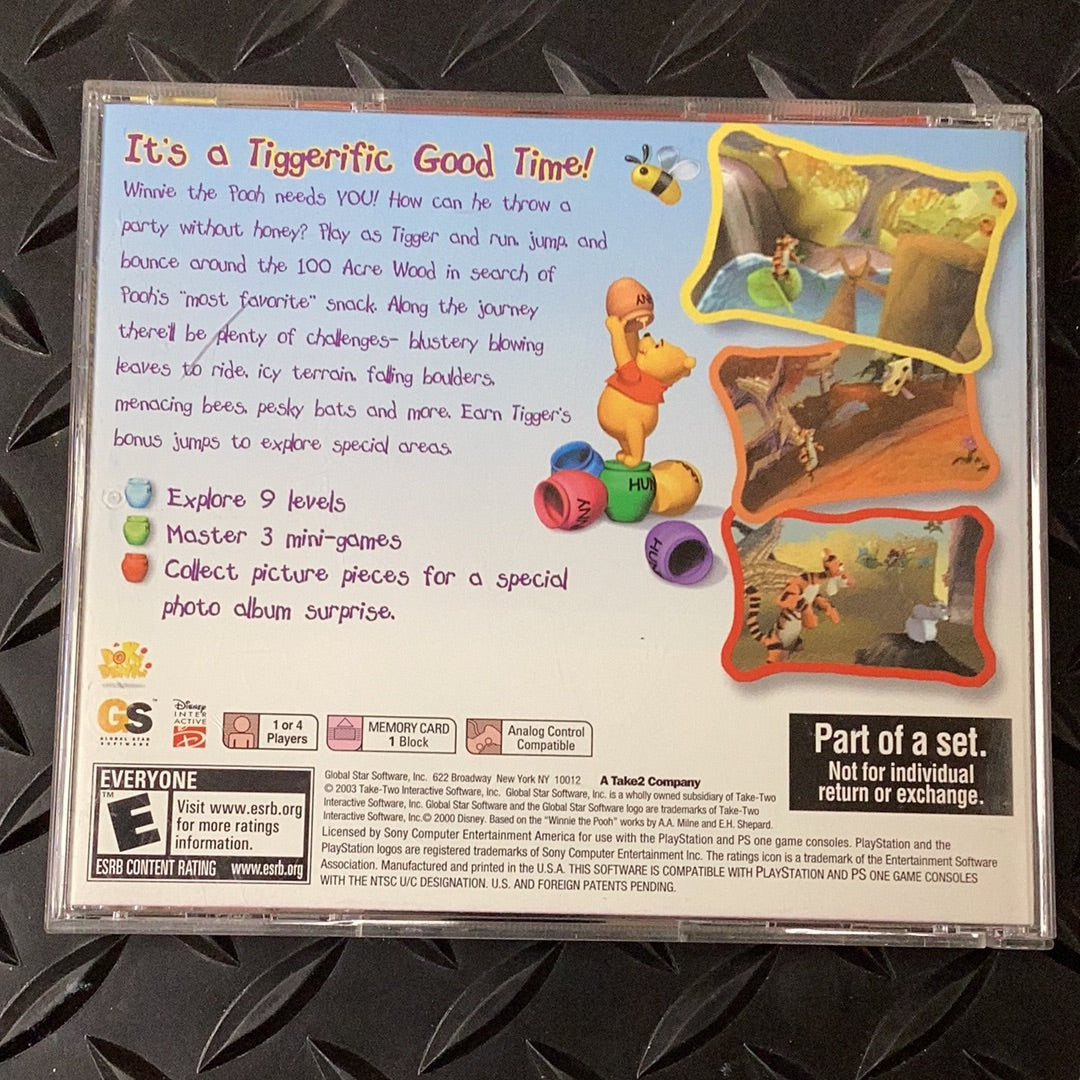 It's a Tiggerific Good Time!
Winnie the Pooh needs YOU! How can he throw a
party without honey? Play as Tigger and run, jump, and
bounce around the 100 Acre Wood in search of
Pooh's "most favorite" snack. Along the journey
there'll be plenty of challenges- blustery blowing
leaves to ride, icy terrain, falling boulders,
menacing bees, pesky bats and more. Earn Tigger's
bonus jumps to explore special areas.
Explore 9 levels
Master 3 mini-games
Collect picture pieces for a special
photo album surprise.
NY
HUN
NNY
HUN
GS™
GLOBAL STAR
SOFTWARE
DISNEY
INTER
ACTIVE
1 or 4
Players
MEMORY CARD
1 Block
Analog Control
Compatible
Part of a set.
Not for individual
return or exchange.
EVERYONE
TM
E
Visit www.esrb.org
for more ratings
information.
ESRB CONTENT RATING www.esrb.org
Global Star Software, Inc. 622 Broadway New York NY 10012 A Take2 Company
© 2003 Take-Two Interactive Software, Inc. Global Star Software, Inc. is a wholly owned subsidiary of Take-Two
Interactive Software, Inc. Global Star Software and the Global Star Software logo are trademarks of Take-Two
Interactive Software, Inc.© 2000 Disney. Based on the "Winnie the Pooh" works by A.A. Milne and E.H. Shepard.
Licensed by Sony Computer Entertainment America for use with the PlayStation and PS one game consoles. PlayStation and the
PlayStation logos are registered trademarks of Sony Computer Entertainment Inc. The ratings icon is a trademark of the Entertainment Software
Association. Manufactured and printed in the U.S.A. THIS SOFTWARE IS COMPATIBLE WITH PLAYSTATION AND PS ONE GAME CONSOLES
WITH THE NTSC U/C DESIGNATION. U.S. AND FOREIGN PATENTS PENDING.